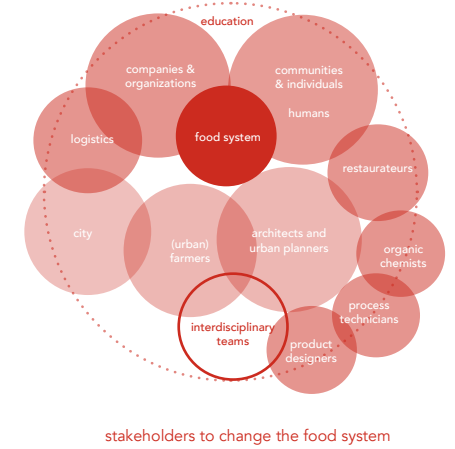 education
companies &
organizations
communities
& individuals
humans
logistics
food system
restaurateurs
city
(urban)
farmers
architects and
urban planners
organic
chemists
process
technicians
interdisciplinary
teams
product
designers
stakeholders to change the food system